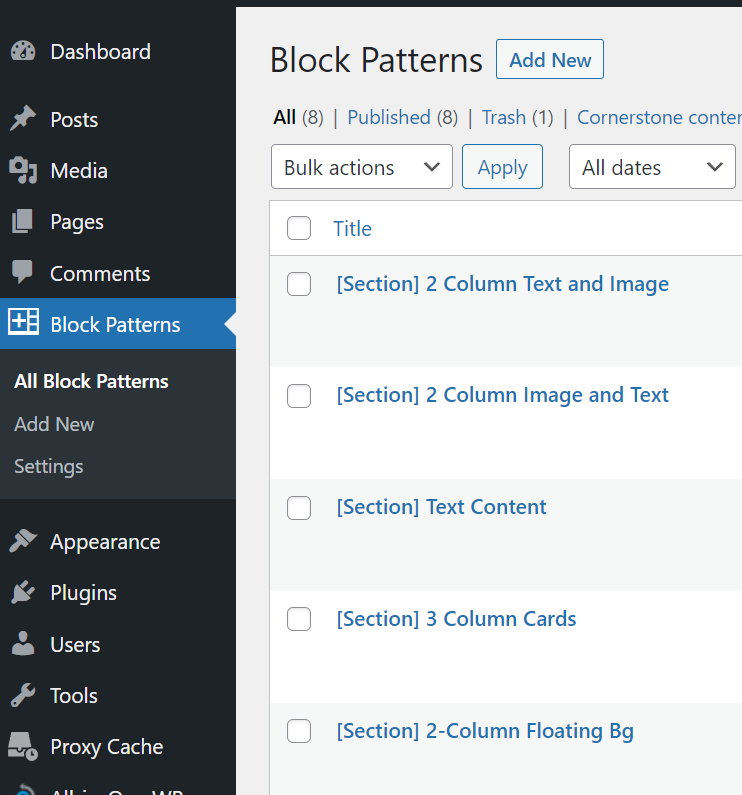 Dashboard
Posts
Media
Pages
Comments
Block Patterns
All Block Patterns
Add New
Settings
Appearance
Plugins
Users
Tools
Proxy Cache
Block Patterns Add New
All (8) | Published (8) | Trash (1) | Cornerstone
Bulk actions Apply All dates
Title
[Section] 2 Column Text and Image
[Section] 2 Column Image and Text
[Section] Text Content
[Section] 3 Column Cards
[Section] 2-Column Floating Bg